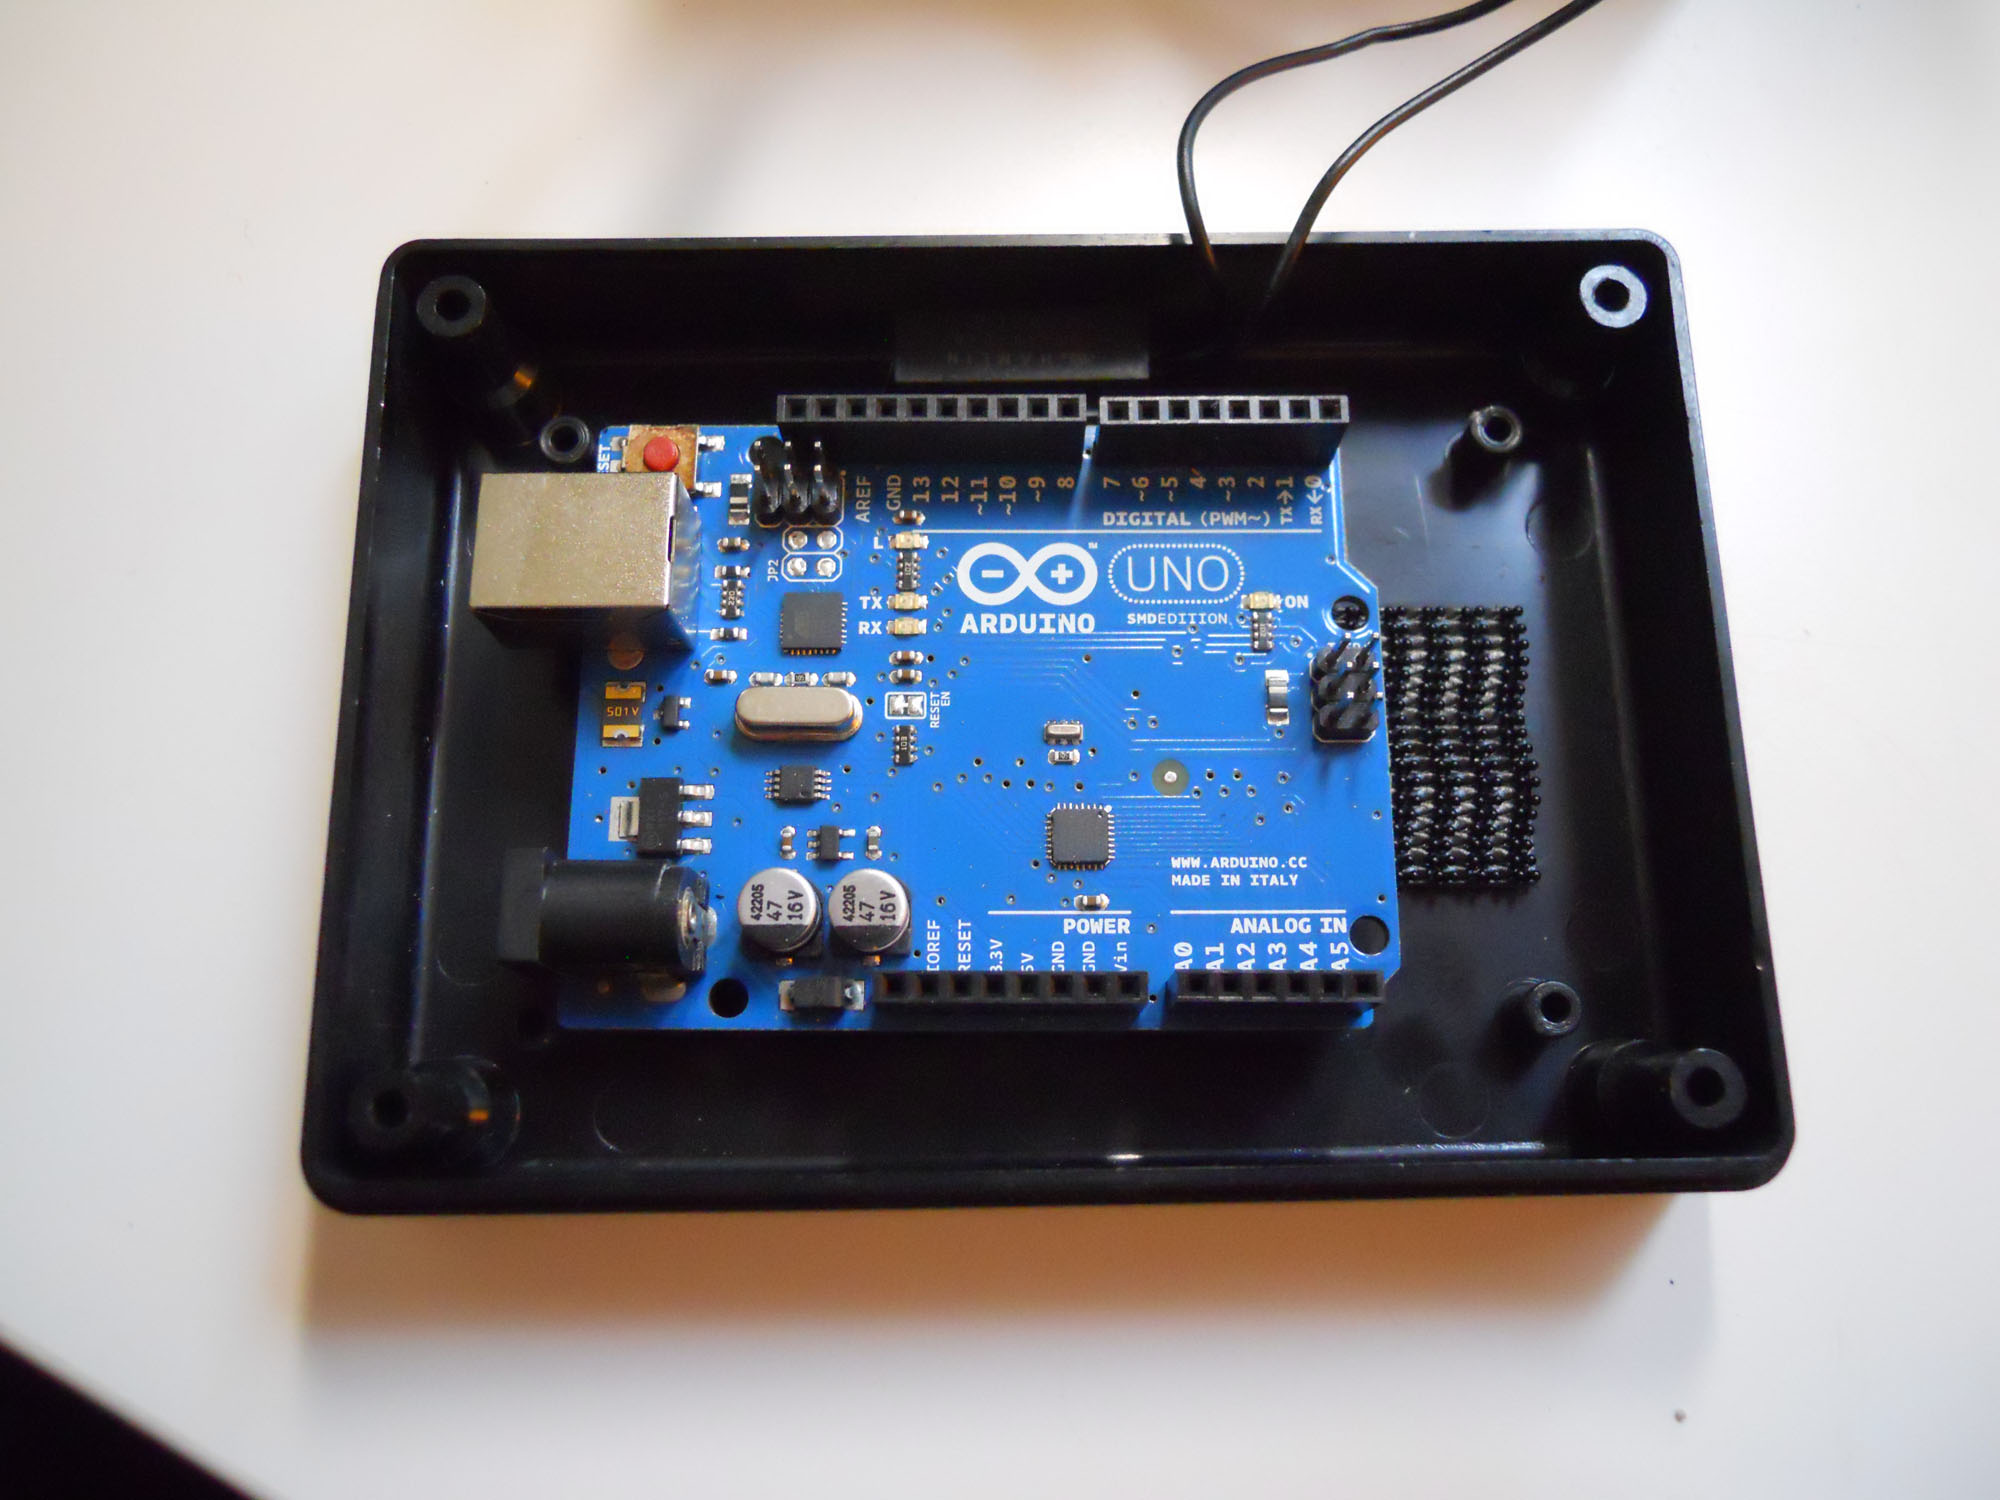 AREF
GND
13
12
~11
~10
~9
8
7
~6
~5
4
~3
2
TX→1
RX←0
DIGITAL (PWM~)
L
TX
RX
JP2
ARDUINO
™
UNO
SMDEDITION
ON
RESET
EN
501V
42205
47
16V
42205
47
16V
WWW.ARDUINO.CC
MADE IN ITALY
POWER
ANALOG IN
IOREF
RESET
3.3V
5V
GND
GND
Vin
A0
A1
A2
A3
A4
A5